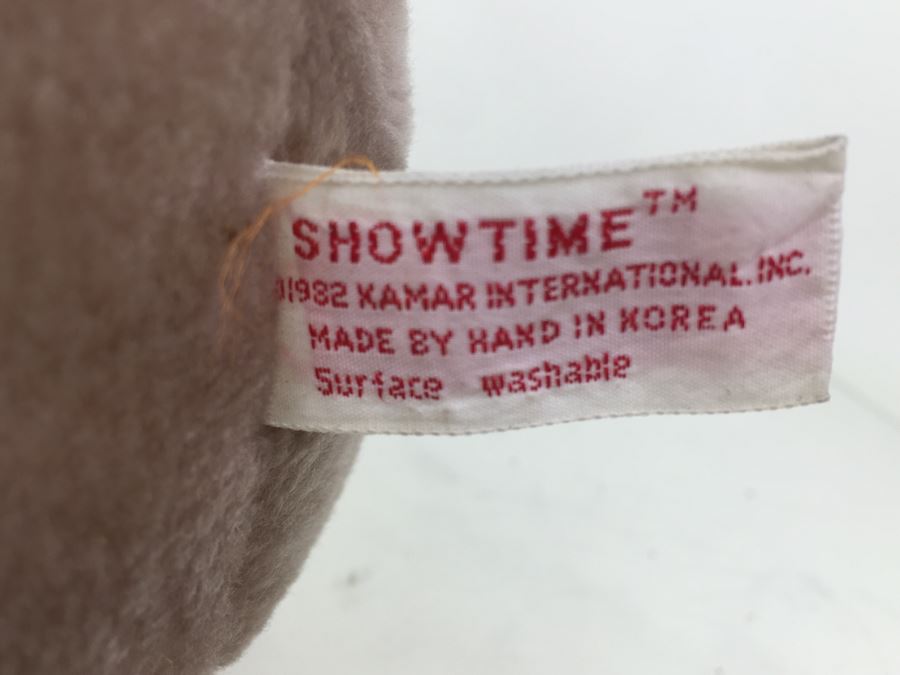 SHOWTIME™
©1982 KAMAR INTERNATIONAL, INC.
MADE BY HAND IN KOREA
Surface washable